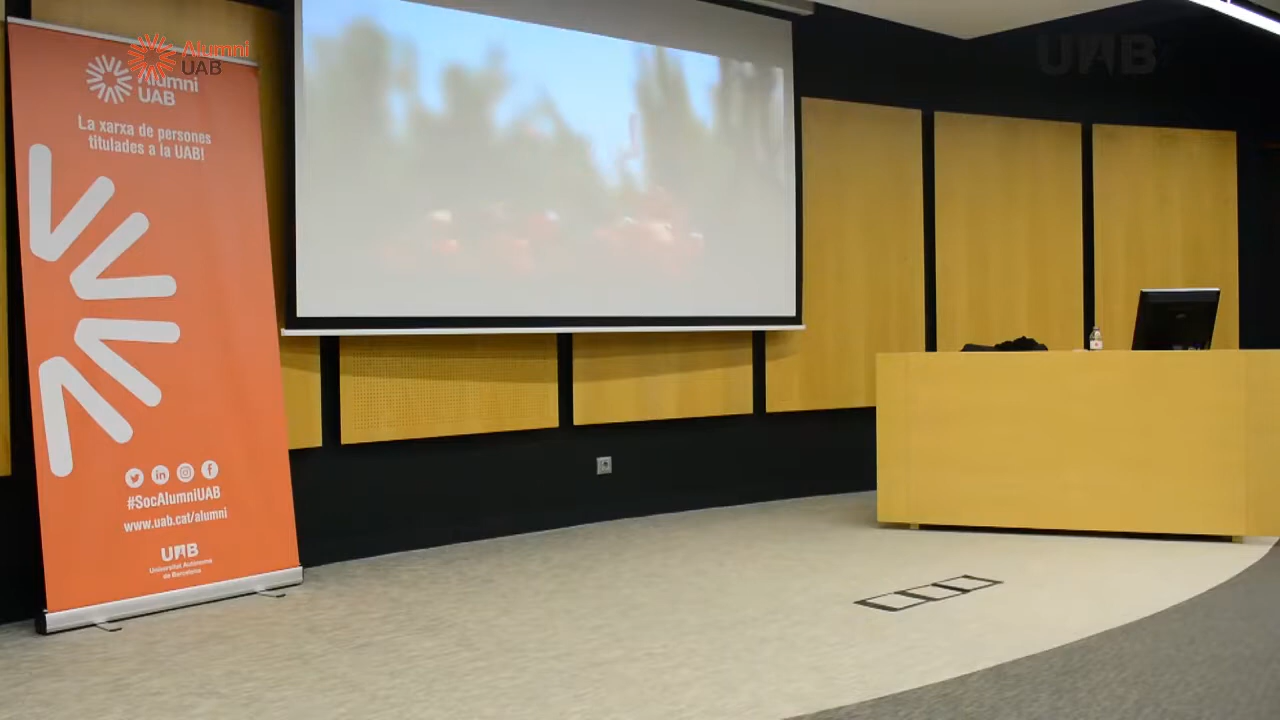 Alumni
UAB
Alumni
UAB
La xarxa de persones
titulades a la UAB!
#SocAlumniUAB
www.uab.cat/alumni
UAB
Universitat Autònoma
de Barcelona
UAB